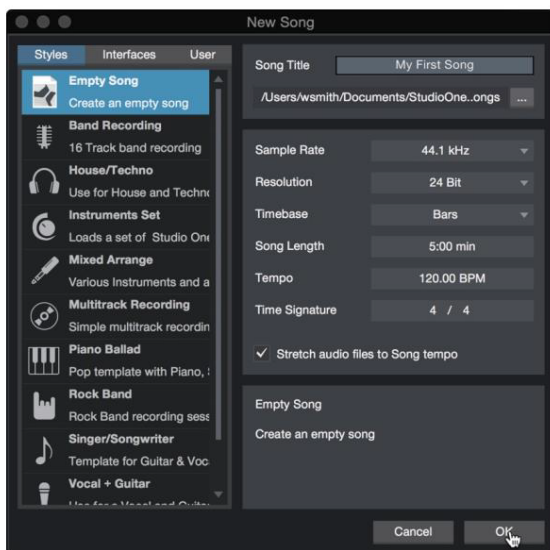 New Song
Styles Interfaces User
Empty Song
Create an empty song
Band Recording
16 Track band recording
House/Techno
Use for House and Techno
Instruments Set
Loads a set of Studio One
Mixed Arrange
Various Instruments and a
Multitrack Recording
Simple multitrack recordin
Piano Ballad
Pop template with Piano,
Rock Band
Rock Band recording sess
Singer/Songwriter
Template for Guitar & Voc
Vocal + Guitar
Song Title My First Song
/Users/wsmith/Documents/StudioOne..ongs ...
Sample Rate 44.1 kHz
Resolution 24 Bit
Timebase Bars
Song Length 5:00 min
Tempo 120.00 BPM
Time Signature 4 / 4
Stretch audio files to Song tempo
Empty Song
Create an empty song
Cancel OK